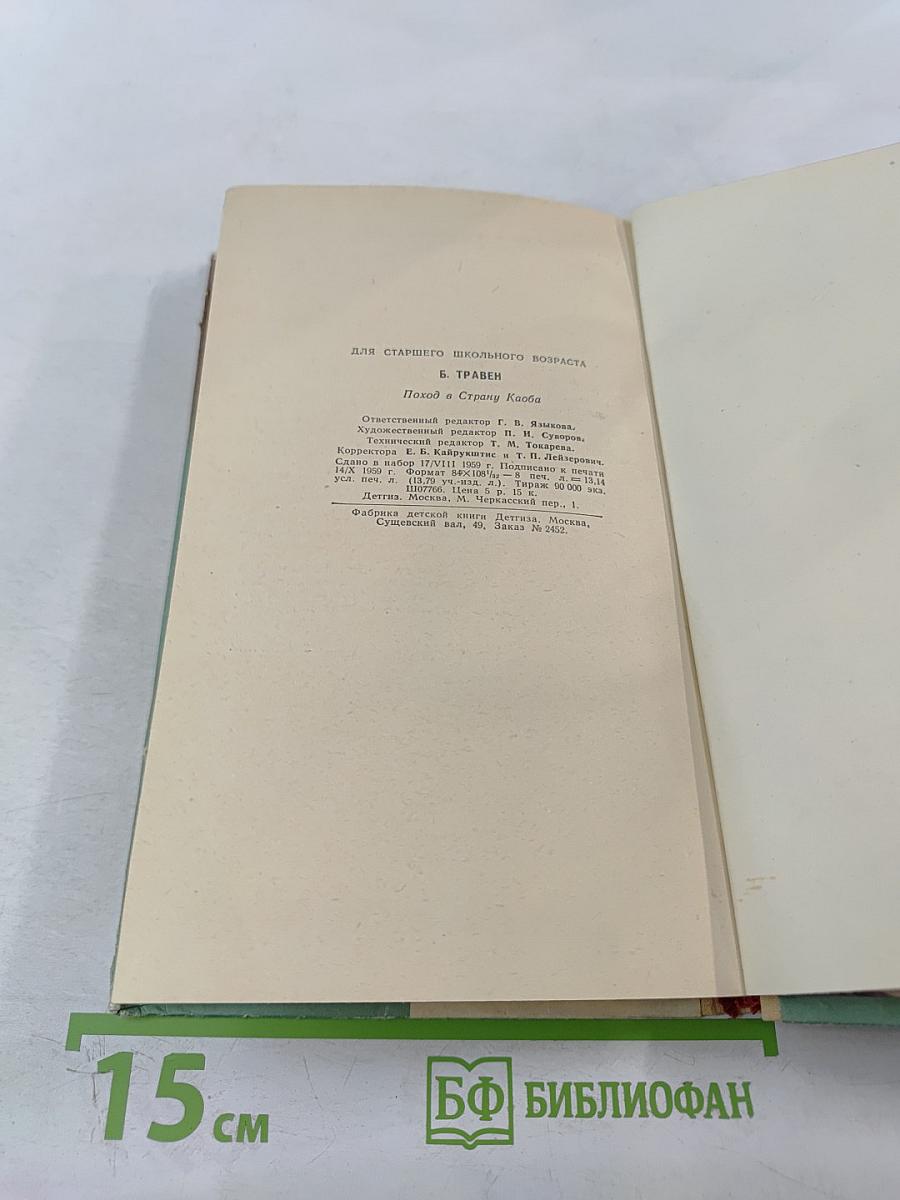 ДЛЯ СТАРШЕГО ШКОЛЬНОГО ВОЗРАСТА
Б. ТРАВЕН
Поход в Страну Каоба
Ответственный редактор Г. В. Языкова.
Художественный редактор П. И. Суворов.
Технический редактор Т. М. Токарева.
Корректора Е. Б. Кайрукштис и Т. П. Лейзерович.
Сдано в набор 17/VIII 1959 г. Подписано к печати
14/X 1959 г. Формат 84×108¹/₃₂ — 8 печ. л. = 13,14
усл. печ. л. (13,79 уч.-изд. л.). Тираж 90 000 экз.
Ш07766. Цена 5 р. 15 к.
Детгиз. Москва, М. Черкасский пер., 1.
Фабрика детской книги Детгиза. Москва,
Сущевский вал, 49. Заказ № 2452.
15 см
БФ БИБЛИОФАН